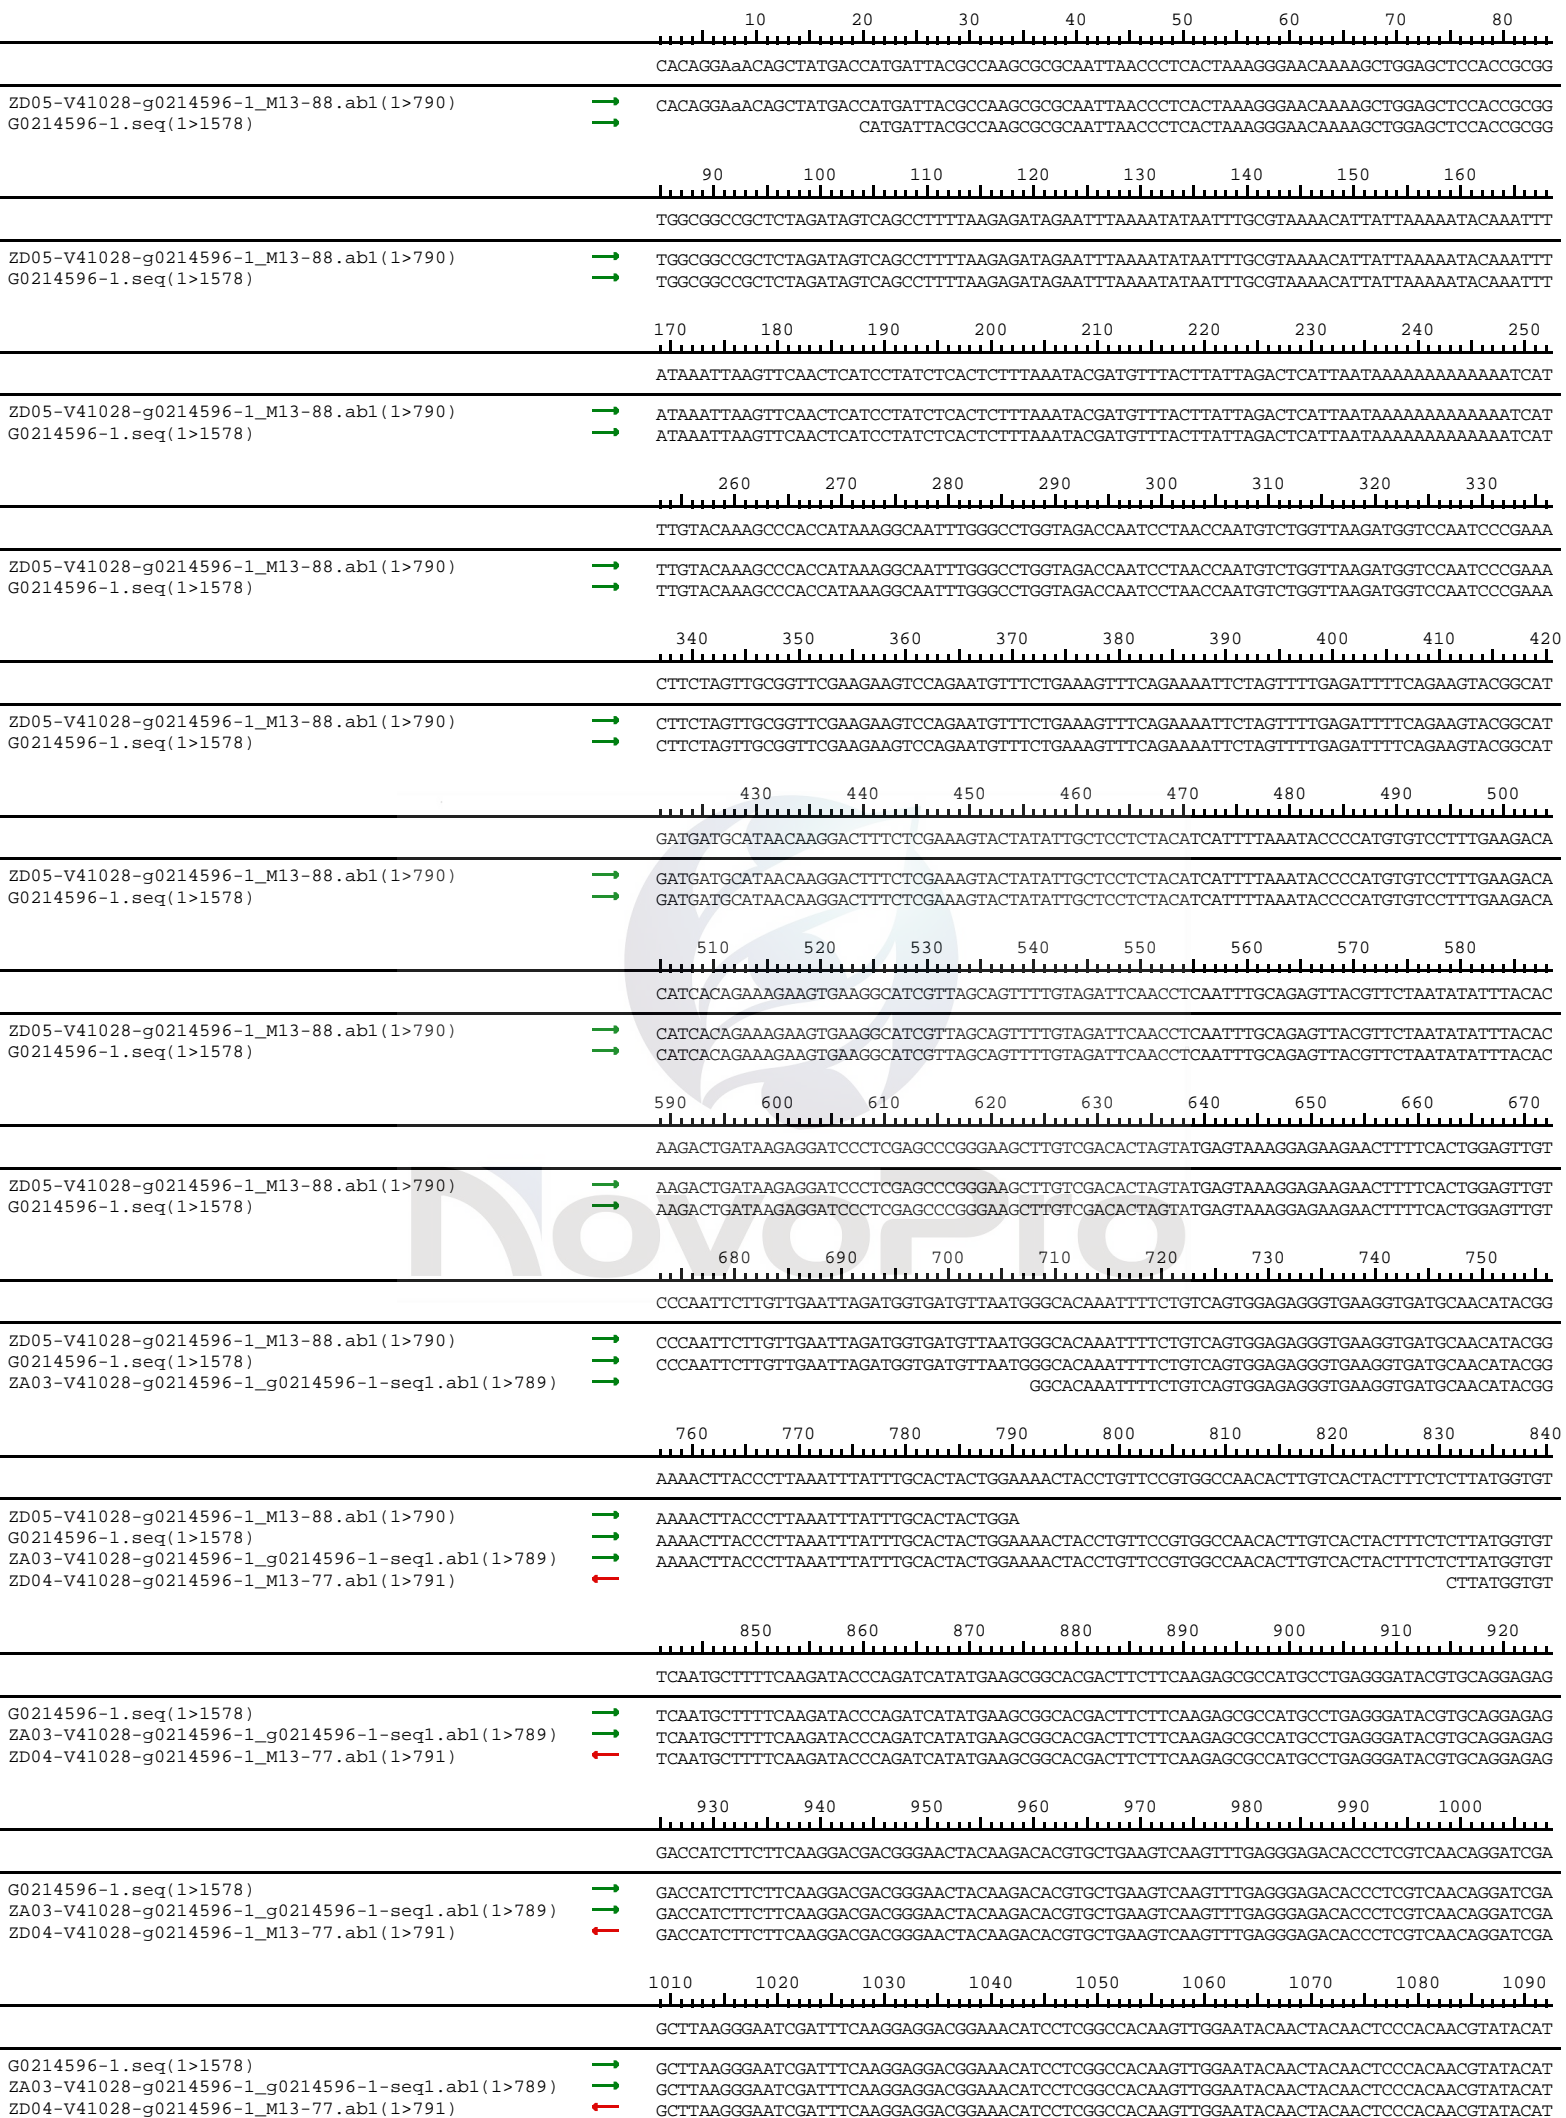 10 20 30 40 50 60 70 80
CACAGGAaACAGCTATGACCATGATTACGCCAAGCGCGCAATTAACCCTCACTAAAGGGAACAAAAGCTGGAGCTCCACCGCGG
ZD05-V41028-g0214596-1_M13-88.ab1(1>790) CACAGGAaACAGCTATGACCATGATTACGCCAAGCGCGCAATTAACCCTCACTAAAGGGAACAAAAGCTGGAGCTCCACCGCGG
G0214596-1.seq(1>1578) CATGATTACGCCAAGCGCGCAATTAACCCTCACTAAAGGGAACAAAAGCTGGAGCTCCACCGCGG
90 100 110 120 130 140 150 160
TGGCGGCCGCTCTAGATAGTCAGCCTTTTAAGAGATAGAATTTAAAATATAATTTGCGTAAAACATTATTAAAAATACAAATTT
ZD05-V41028-g0214596-1_M13-88.ab1(1>790) TGGCGGCCGCTCTAGATAGTCAGCCTTTTAAGAGATAGAATTTAAAATATAATTTGCGTAAAACATTATTAAAAATACAAATTT
G0214596-1.seq(1>1578) TGGCGGCCGCTCTAGATAGTCAGCCTTTTAAGAGATAGAATTTAAAATATAATTTGCGTAAAACATTATTAAAAATACAAATTT
170 180 190 200 210 220 230 240 250
ATAAATTAAGTTCAACTCATCCTATCTCACTCTTTAAATACGATGTTTACTTATTAGACTCATTAATAAAAAAAAAAAAATCAT
ZD05-V41028-g0214596-1_M13-88.ab1(1>790) ATAAATTAAGTTCAACTCATCCTATCTCACTCTTTAAATACGATGTTTACTTATTAGACTCATTAATAAAAAAAAAAAAATCAT
G0214596-1.seq(1>1578) ATAAATTAAGTTCAACTCATCCTATCTCACTCTTTAAATACGATGTTTACTTATTAGACTCATTAATAAAAAAAAAAAAATCAT
260 270 280 290 300 310 320 330
TTGTACAAAGCCCACCATAAAGGCAATTTGGGCCTGGTAGACCAATCCTAACCAATGTCTGGTTAAGATGGTCCAATCCCGAAA
ZD05-V41028-g0214596-1_M13-88.ab1(1>790) TTGTACAAAGCCCACCATAAAGGCAATTTGGGCCTGGTAGACCAATCCTAACCAATGTCTGGTTAAGATGGTCCAATCCCGAAA
G0214596-1.seq(1>1578) TTGTACAAAGCCCACCATAAAGGCAATTTGGGCCTGGTAGACCAATCCTAACCAATGTCTGGTTAAGATGGTCCAATCCCGAAA
340 350 360 370 380 390 400 410 420
CTTCTAGTTGCGGTTCGAAGAAGTCCAGAATGTTTCTGAAAGTTTCAGAAAATTCTAGTTTTGAGATTTTCAGAAGTACGGCAT
ZD05-V41028-g0214596-1_M13-88.ab1(1>790) CTTCTAGTTGCGGTTCGAAGAAGTCCAGAATGTTTCTGAAAGTTTCAGAAAATTCTAGTTTTGAGATTTTCAGAAGTACGGCAT
G0214596-1.seq(1>1578) CTTCTAGTTGCGGTTCGAAGAAGTCCAGAATGTTTCTGAAAGTTTCAGAAAATTCTAGTTTTGAGATTTTCAGAAGTACGGCAT
430 440 450 460 470 480 490 500
GATGATGCATAACAAGGACTTTCTCGAAAGTACTATATTGCTCCTCTACATCATTTTAAATACCCCATGTGTCCTTTGAAGACA
ZD05-V41028-g0214596-1_M13-88.ab1(1>790) GATGATGCATAACAAGGACTTTCTCGAAAGTACTATATTGCTCCTCTACATCATTTTAAATACCCCATGTGTCCTTTGAAGACA
G0214596-1.seq(1>1578) GATGATGCATAACAAGGACTTTCTCGAAAGTACTATATTGCTCCTCTACATCATTTTAAATACCCCATGTGTCCTTTGAAGACA
510 520 530 540 550 560 570 580
CATCACAGAAAGAAGTGAAGGCATCGTTAGCAGTTTTGTAGATTCAACCTCAATTTGCAGAGTTACGTTCTAATATATTTACAC
ZD05-V41028-g0214596-1_M13-88.ab1(1>790) CATCACAGAAAGAAGTGAAGGCATCGTTAGCAGTTTTGTAGATTCAACCTCAATTTGCAGAGTTACGTTCTAATATATTTACAC
G0214596-1.seq(1>1578) CATCACAGAAAGAAGTGAAGGCATCGTTAGCAGTTTTGTAGATTCAACCTCAATTTGCAGAGTTACGTTCTAATATATTTACAC
590 600 610 620 630 640 650 660 670
AAGACTGATAAGAGGATCCCTCGAGCCCGGGAAGCTTGTCGACACTAGTATGAGTAAAGGAGAAGAACTTTTCACTGGAGTTGT
ZD05-V41028-g0214596-1_M13-88.ab1(1>790) AAGACTGATAAGAGGATCCCTCGAGCCCGGGAAGCTTGTCGACACTAGTATGAGTAAAGGAGAAGAACTTTTCACTGGAGTTGT
G0214596-1.seq(1>1578) AAGACTGATAAGAGGATCCCTCGAGCCCGGGAAGCTTGTCGACACTAGTATGAGTAAAGGAGAAGAACTTTTCACTGGAGTTGT
NovoPro
680 690 700 710 720 730 740 750
CCCAATTCTTGTTGAATTAGATGGTGATGTTAATGGGCACAAATTTTCTGTCAGTGGAGAGGGTGAAGGTGATGCAACATACGG
ZD05-V41028-g0214596-1_M13-88.ab1(1>790) CCCAATTCTTGTTGAATTAGATGGTGATGTTAATGGGCACAAATTTTCTGTCAGTGGAGAGGGTGAAGGTGATGCAACATACGG
G0214596-1.seq(1>1578) CCCAATTCTTGTTGAATTAGATGGTGATGTTAATGGGCACAAATTTTCTGTCAGTGGAGAGGGTGAAGGTGATGCAACATACGG
ZA03-V41028-g0214596-1_g0214596-1-seq1.ab1(1>789) GGCACAAATTTTCTGTCAGTGGAGAGGGTGAAGGTGATGCAACATACGG
760 770 780 790 800 810 820 830 840
AAAACTTACCCTTAAATTTATTTGCACTACTGGAAAACTACCTGTTCCGTGGCCAACACTTGTCACTACTTTCTCTTATGGTGT
ZD05-V41028-g0214596-1_M13-88.ab1(1>790) AAAACTTACCCTTAAATTTATTTGCACTACTGGA
G0214596-1.seq(1>1578) AAAACTTACCCTTAAATTTATTTGCACTACTGGAAAACTACCTGTTCCGTGGCCAACACTTGTCACTACTTTCTCTTATGGTGT
ZA03-V41028-g0214596-1_g0214596-1-seq1.ab1(1>789) AAAACTTACCCTTAAATTTATTTGCACTACTGGAAAACTACCTGTTCCGTGGCCAACACTTGTCACTACTTTCTCTTATGGTGT
ZD04-V41028-g0214596-1_M13-77.ab1(1>791) CTTATGGTGT
850 860 870 880 890 900 910 920
TCAATGCTTTTCAAGATACCCAGATCATATGAAGCGGCACGACTTCTTCAAGAGCGCCATGCCTGAGGGATACGTGCAGGAGAG
G0214596-1.seq(1>1578) TCAATGCTTTTCAAGATACCCAGATCATATGAAGCGGCACGACTTCTTCAAGAGCGCCATGCCTGAGGGATACGTGCAGGAGAG
ZA03-V41028-g0214596-1_g0214596-1-seq1.ab1(1>789) TCAATGCTTTTCAAGATACCCAGATCATATGAAGCGGCACGACTTCTTCAAGAGCGCCATGCCTGAGGGATACGTGCAGGAGAG
ZD04-V41028-g0214596-1_M13-77.ab1(1>791) TCAATGCTTTTCAAGATACCCAGATCATATGAAGCGGCACGACTTCTTCAAGAGCGCCATGCCTGAGGGATACGTGCAGGAGAG
930 940 950 960 970 980 990 1000
GACCATCTTCTTCAAGGACGACGGGAACTACAAGACACGTGCTGAAGTCAAGTTTGAGGGAGACACCCTCGTCAACAGGATCGA
G0214596-1.seq(1>1578) GACCATCTTCTTCAAGGACGACGGGAACTACAAGACACGTGCTGAAGTCAAGTTTGAGGGAGACACCCTCGTCAACAGGATCGA
ZA03-V41028-g0214596-1_g0214596-1-seq1.ab1(1>789) GACCATCTTCTTCAAGGACGACGGGAACTACAAGACACGTGCTGAAGTCAAGTTTGAGGGAGACACCCTCGTCAACAGGATCGA
ZD04-V41028-g0214596-1_M13-77.ab1(1>791) GACCATCTTCTTCAAGGACGACGGGAACTACAAGACACGTGCTGAAGTCAAGTTTGAGGGAGACACCCTCGTCAACAGGATCGA
1010 1020 1030 1040 1050 1060 1070 1080 1090
GCTTAAGGGAATCGATTTCAAGGAGGACGGAAACATCCTCGGCCACAAGTTGGAATACAACTACAACTCCCACAACGTATACAT
G0214596-1.seq(1>1578) GCTTAAGGGAATCGATTTCAAGGAGGACGGAAACATCCTCGGCCACAAGTTGGAATACAACTACAACTCCCACAACGTATACAT
ZA03-V41028-g0214596-1_g0214596-1-seq1.ab1(1>789) GCTTAAGGGAATCGATTTCAAGGAGGACGGAAACATCCTCGGCCACAAGTTGGAATACAACTACAACTCCCACAACGTATACAT
ZD04-V41028-g0214596-1_M13-77.ab1(1>791) GCTTAAGGGAATCGATTTCAAGGAGGACGGAAACATCCTCGGCCACAAGTTGGAATACAACTACAACTCCCACAACGTATACAT